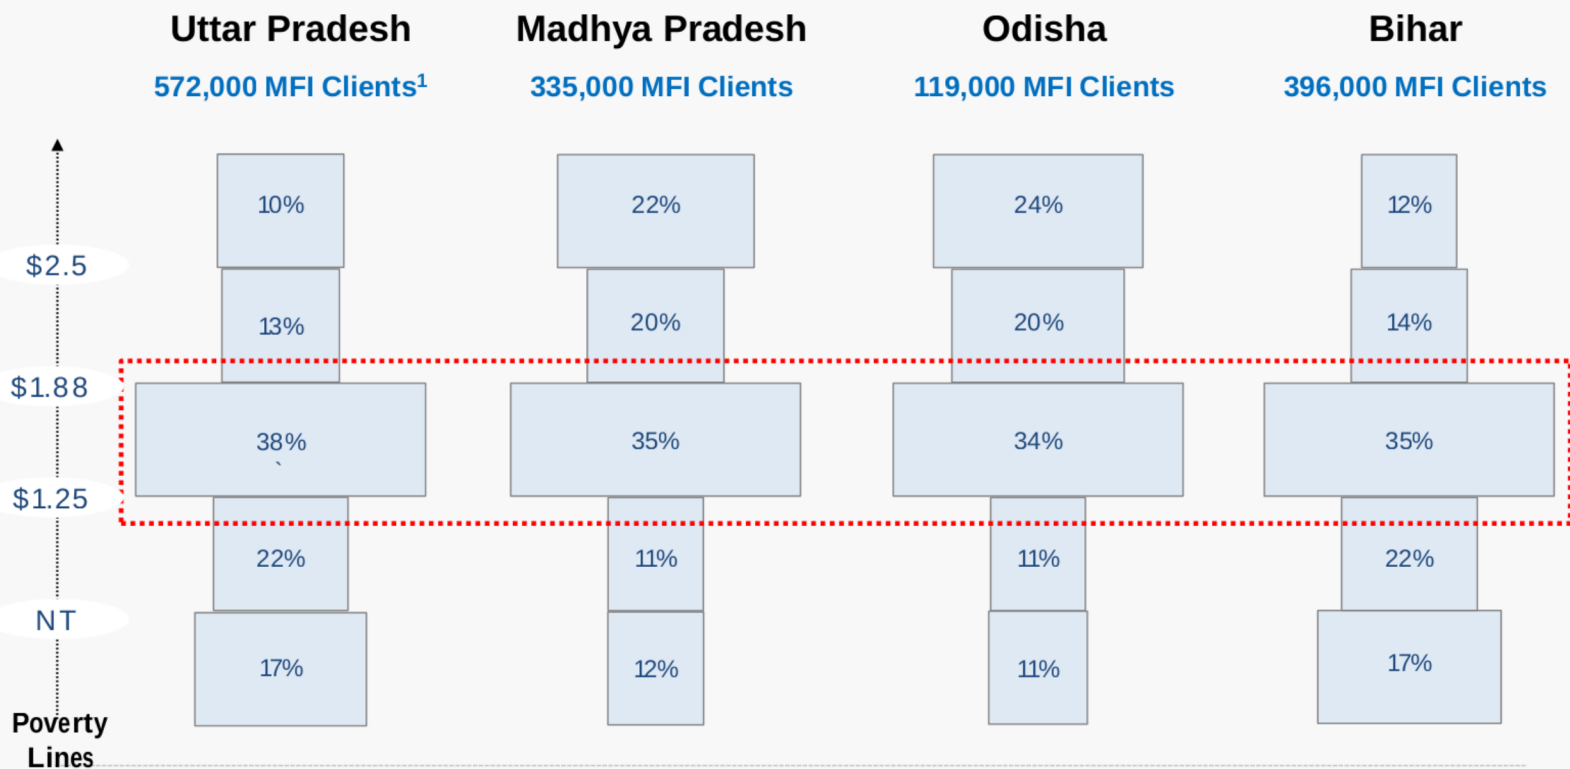 Uttar Pradesh Madhya Pradesh Odisha Bihar
572,000 MFI Clients¹ 335,000 MFI Clients 119,000 MFI Clients 396,000 MFI Clients
10% 22% 24% 12%
$2.5
13% 20% 20% 14%
$1.88
38% 35% 34% 35%
`
$1.25
22% 11% 11% 22%
NT
17% 12% 11% 17%
Poverty
Lines